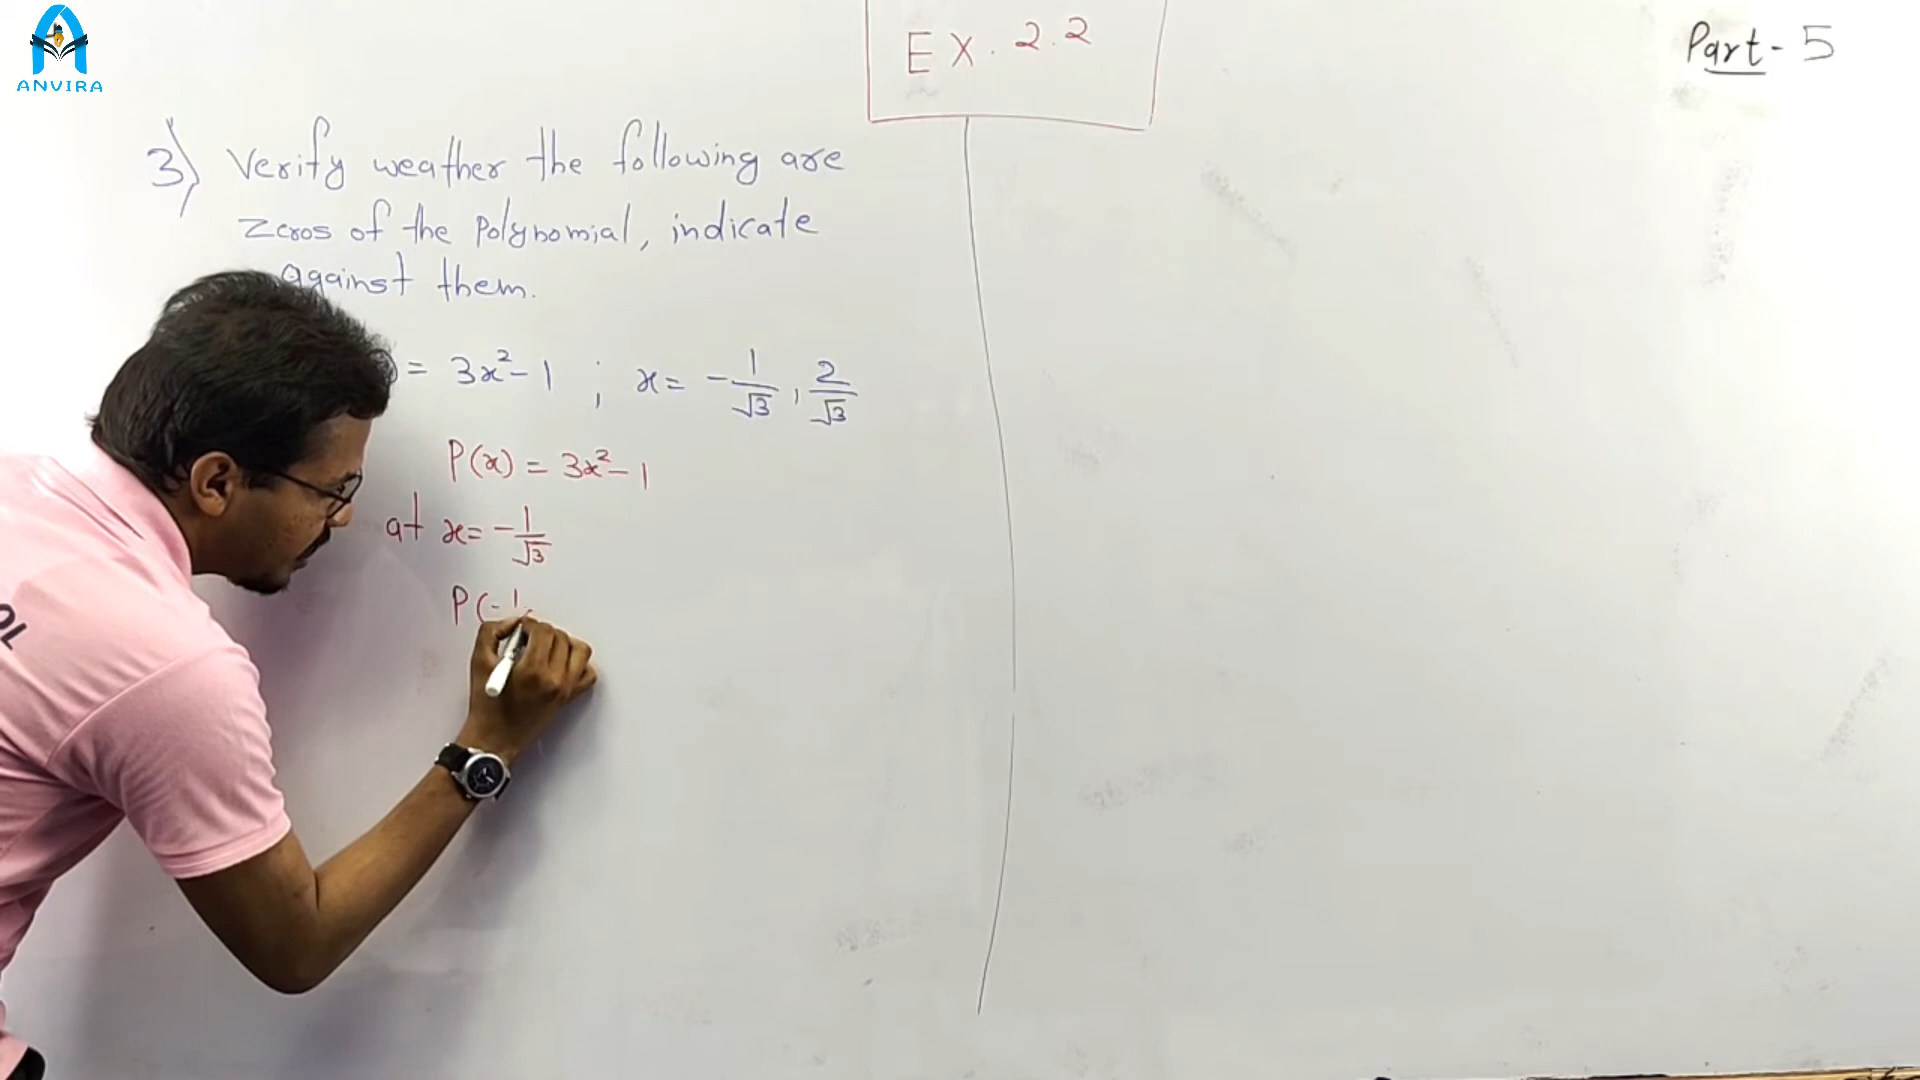 ANVIRA
EX. 2.2
Part - 5
3) Verify weather the following are
zeros of the polynomial, indicate
against them.
= 3x² - 1 ; x = -1/√3, 2/√3
P(x) = 3x² - 1
at x = -1/√3
P(-1
OL